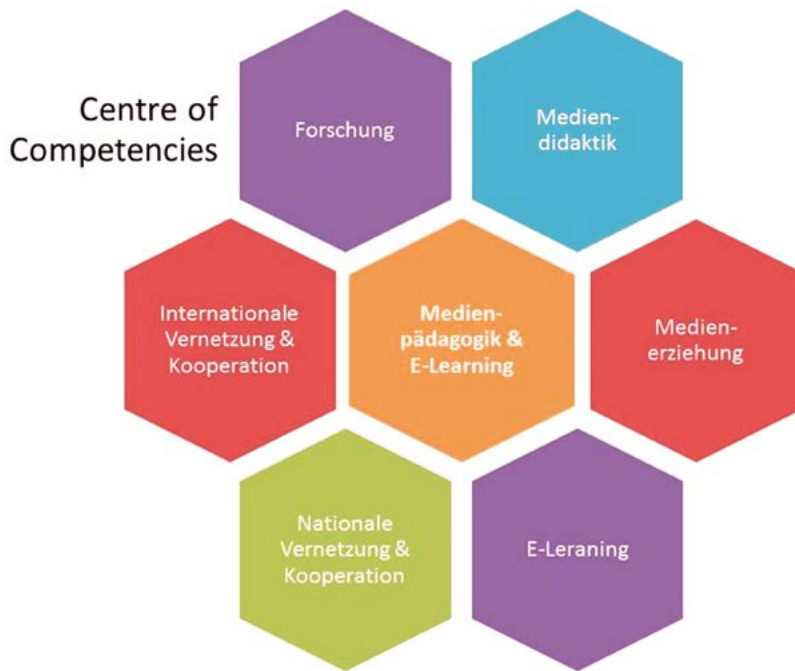 Centre of
Competencies
Forschung
Medien-
didaktik
Internationale
Vernetzung &
Kooperation
Medien-
pädagogik &
E-Learning
Medien-
erziehung
Nationale
Vernetzung &
Kooperation
E-Leraning